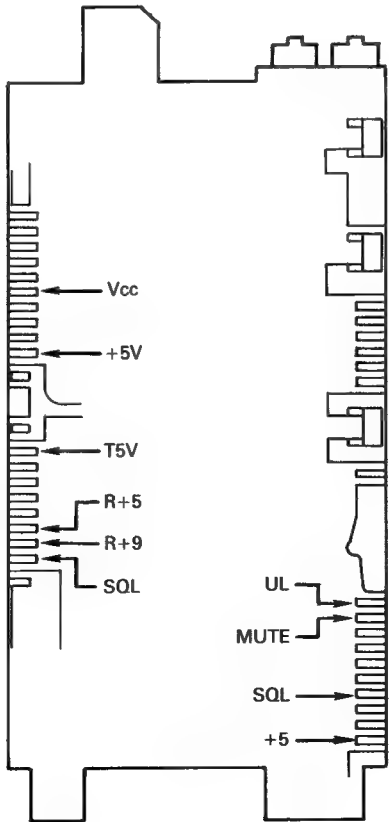 Vcc
+5V
T5V
R+5
R+9
SQL
UL
MUTE
SQL
+5